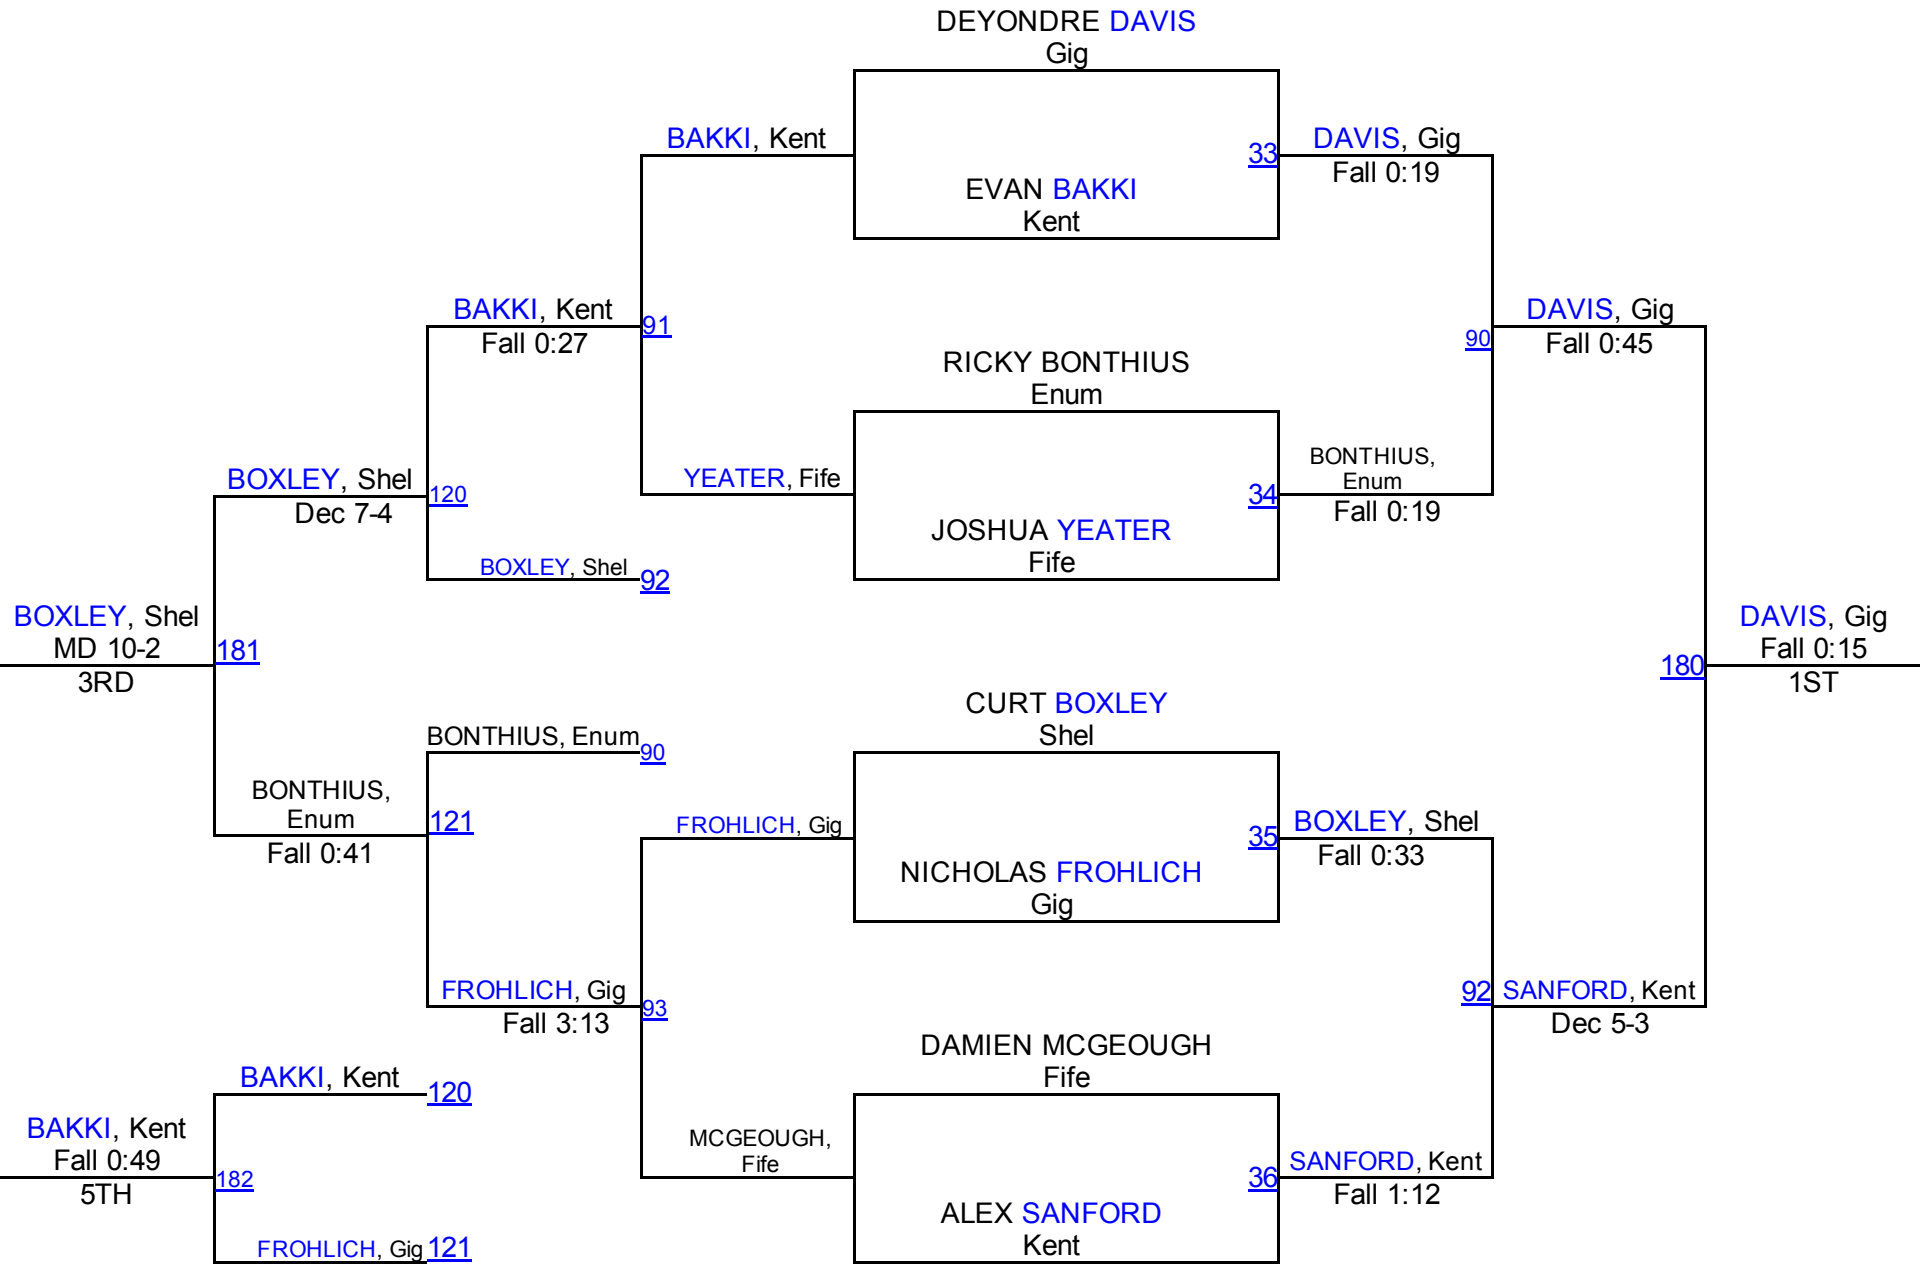 DEYONDRE DAVIS
Gig
BAKKI, Kent
33
DAVIS, Gig
Fall 0:19
EVAN BAKKI
Kent
BAKKI, Kent
Fall 0:27
91
DAVIS, Gig
Fall 0:45
90
RICKY BONTHIUS
Enum
BOXLEY, Shel
Dec 7-4
120
YEATER, Fife
34
BONTHIUS,
Enum
Fall 0:19
JOSHUA YEATER
Fife
BOXLEY, Shel
92
BOXLEY, Shel
MD 10-2
3RD
181
DAVIS, Gig
Fall 0:15
1ST
180
CURT BOXLEY
Shel
BONTHIUS, Enum
90
BONTHIUS,
Enum
Fall 0:41
121
FROHLICH, Gig
35
BOXLEY, Shel
Fall 0:33
NICHOLAS FROHLICH
Gig
FROHLICH, Gig
Fall 3:13
93
92
SANFORD, Kent
Dec 5-3
DAMIEN MCGEOUGH
Fife
BAKKI, Kent
120
BAKKI, Kent
Fall 0:49
5TH
182
MCGEOUGH,
Fife
36
SANFORD, Kent
Fall 1:12
ALEX SANFORD
Kent
FROHLICH, Gig
121